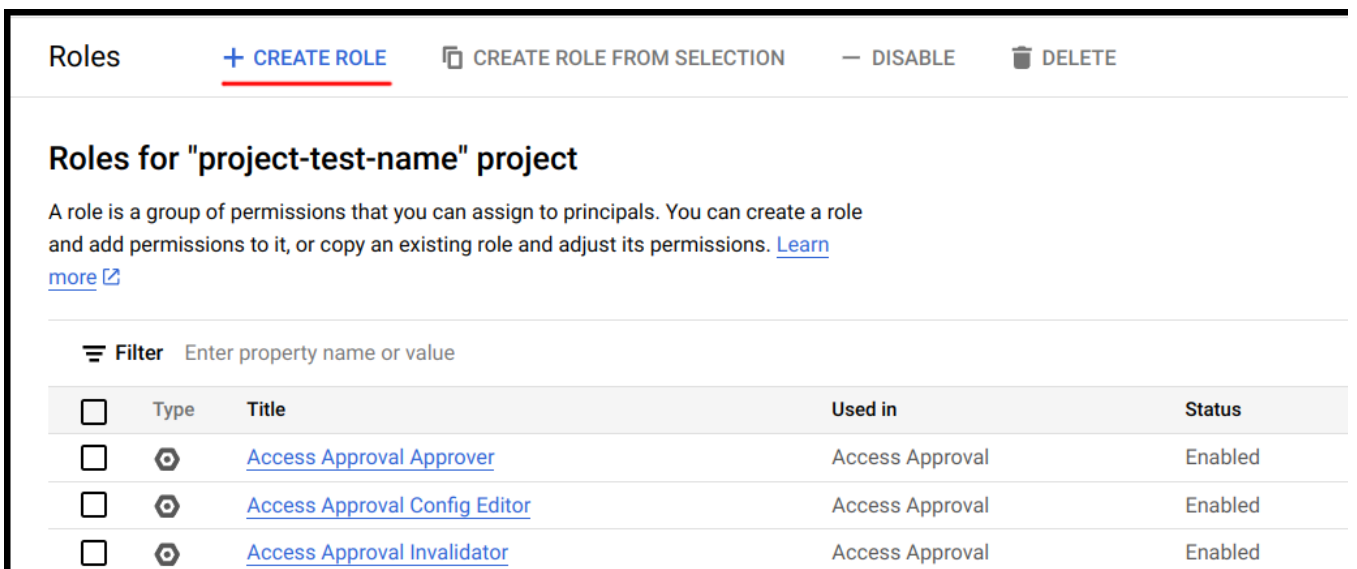 Roles + CREATE ROLE CREATE ROLE FROM SELECTION — DISABLE DELETE
Roles for "project-test-name" project
A role is a group of permissions that you can assign to principals. You can create a role
and add permissions to it, or copy an existing role and adjust its permissions. Learn
more
Filter Enter property name or value
Type Title Used in Status
Access Approval Approver Access Approval Enabled
Access Approval Config Editor Access Approval Enabled
Access Approval Invalidator Access Approval Enabled